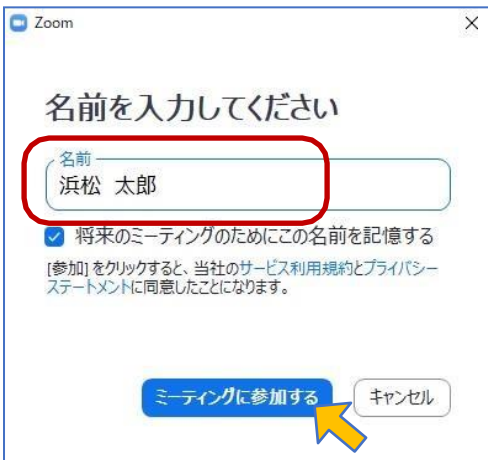 Zoom
名前を入力してください
名前
浜松 太郎
将来のミーティングのためにこの名前を記憶する
[参加] をクリックすると、当社のサービス利用規約とプライバシー
ステートメントに同意したことになります。
ミーティングに参加する キャンセル